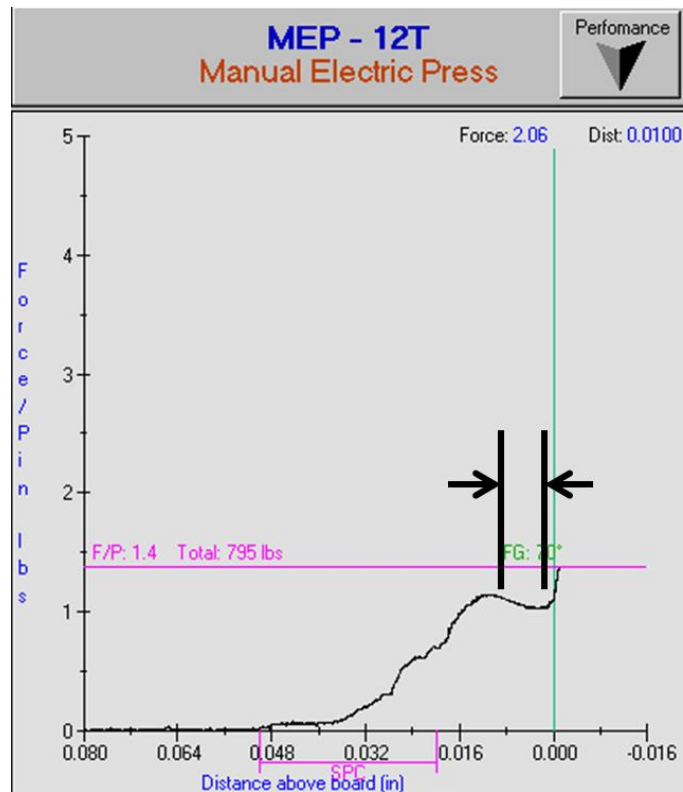 MEP - 12T
Manual Electric Press
Perfomance
Force: 2.06 Dist: 0.0100
5
4
3
2
1
0
Force/Pin lbs
F/P: 1.4 Total: 795 lbs
FG: 70°
0.080 0.064 0.048 0.032 0.016 0.000 -0.016
SPC
Distance above board (in)